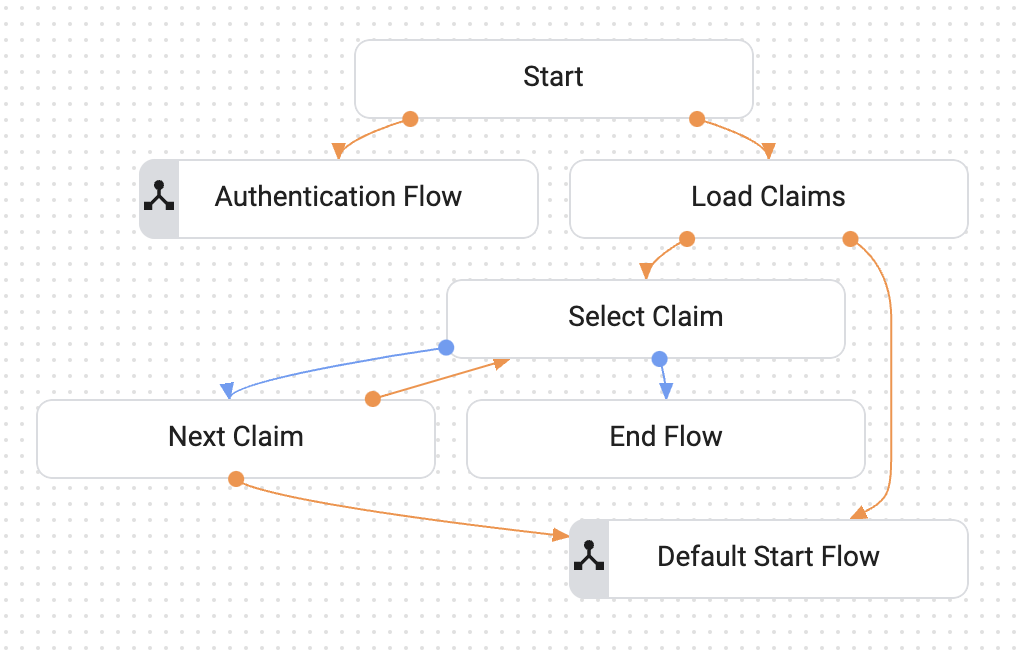 Start
Authentication Flow
Load Claims
Select Claim
Next Claim
End Flow
Default Start Flow